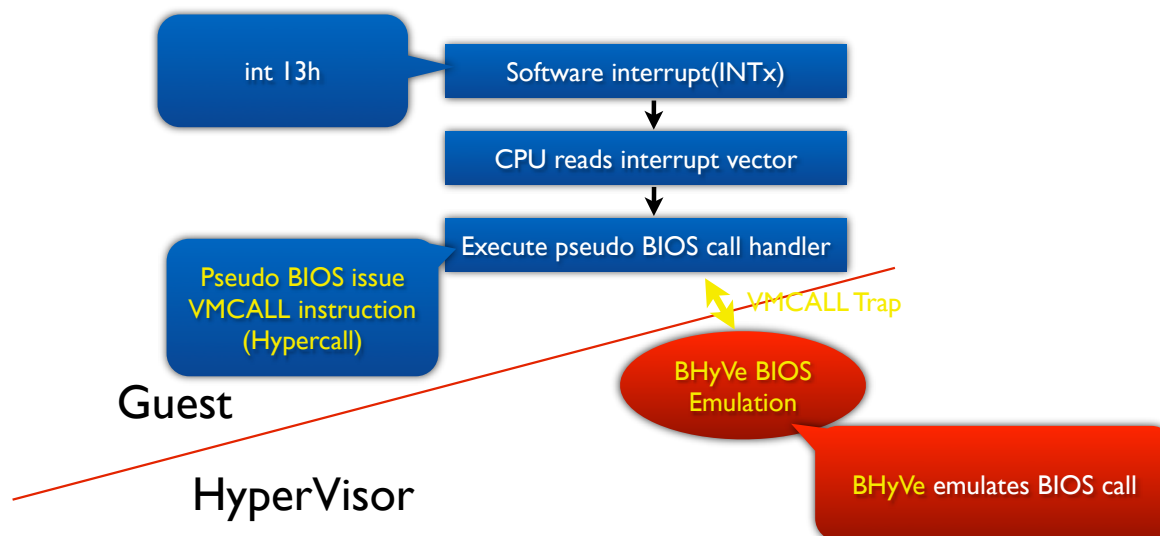 int 13h
Software interrupt(INTx)
CPU reads interrupt vector
Execute pseudo BIOS call handler
Pseudo BIOS issue
VMCALL instruction
(Hypercall)
VMCALL Trap
BHyVe BIOS
Emulation
Guest
HyperVisor
BHyVe emulates BIOS call